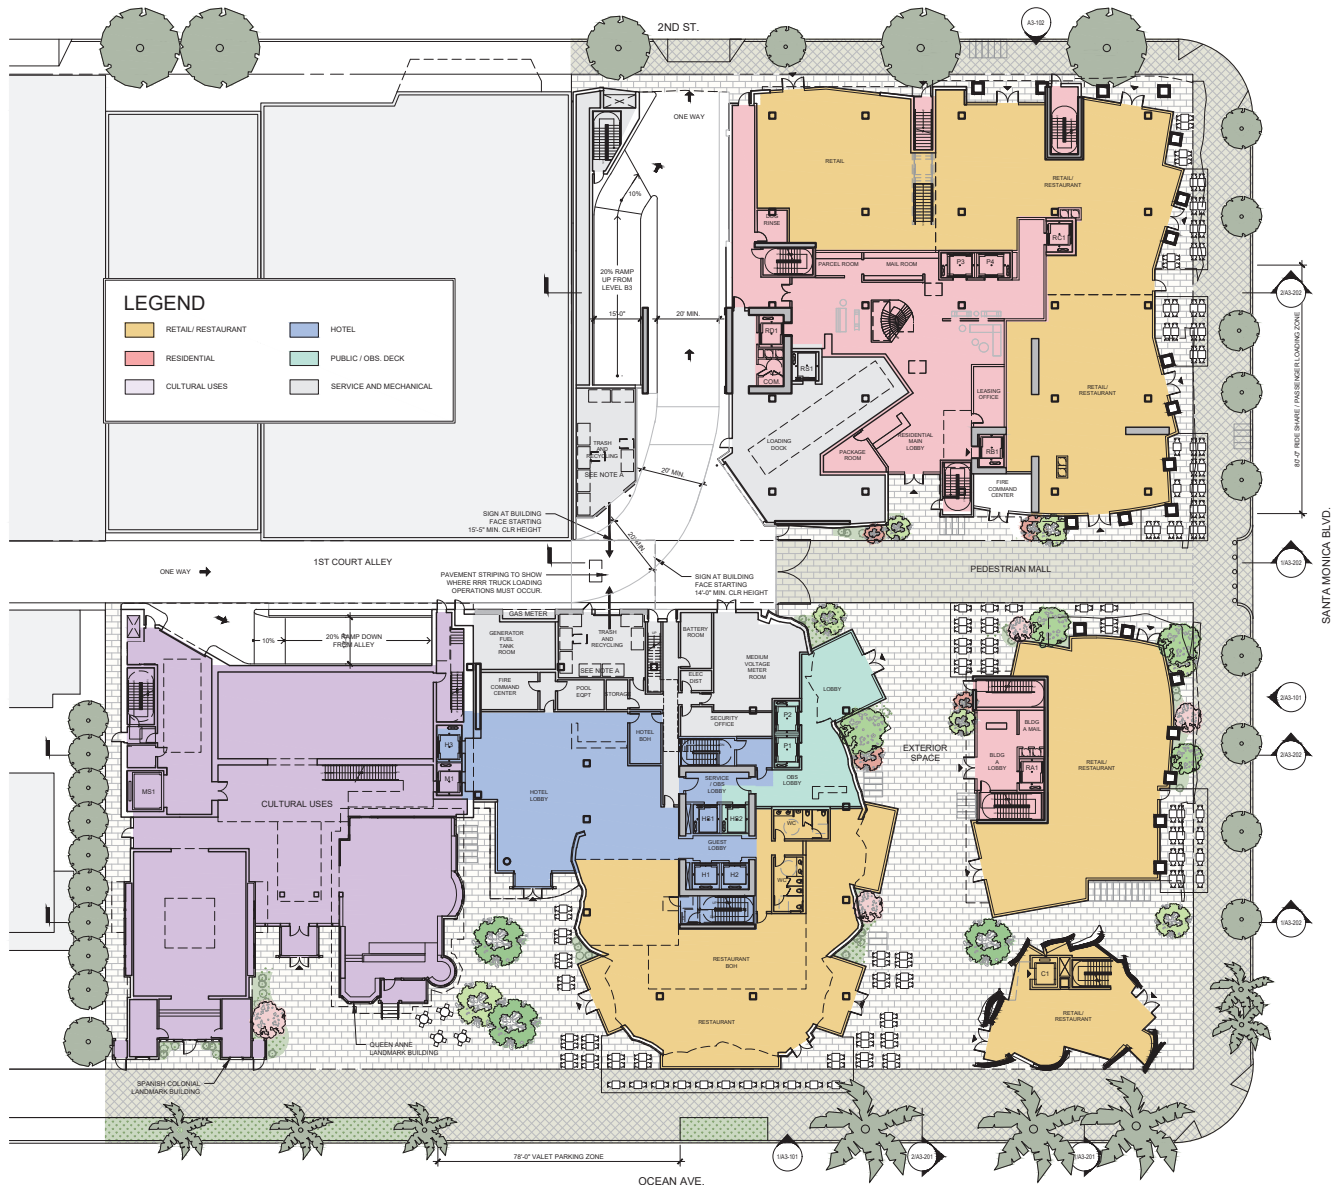 2ND ST.
A3-102
ONE WAY
10%
20% RAMP
UP FROM
LEVEL B3
15'-0"
20' MIN.
RETAIL
RETAIL/
RESTAURANT
DOG
RINSE
PARCEL ROOM
MAIL ROOM
P3
P4
RC1
RD1
COM.
RS1
LEASING
OFFICE
RETAIL/
RESTAURANT
2/A3-202
80'-0" RIDE SHARE / PASSENGER LOADING ZONE
LEGEND
RETAIL/ RESTAURANT
HOTEL
RESIDENTIAL
PUBLIC / OBS. DECK
CULTURAL USES
SERVICE AND MECHANICAL
TRASH
AND
RECYCLING
SEE NOTE A
20' MIN.
LOADING
DOCK
PACKAGE
ROOM
RESIDENTIAL
MAIN
LOBBY
RB1
FIRE
COMMAND
CENTER
SIGN AT BUILDING
FACE STARTING
15'-5" MIN. CLR HEIGHT
20' MIN
1ST COURT ALLEY
ONE WAY
PAVEMENT STRIPING TO SHOW
WHERE RRR TRUCK LOADING
OPERATIONS MUST OCCUR.
SIGN AT BUILDING
FACE STARTING
14'-0" MIN. CLR HEIGHT
PEDESTRIAN MALL
1/A3-202
SANTA MONICA BLVD.
10%
20% RAMP DOWN
FROM ALLEY
GAS METER
GENERATOR
FUEL
TANK
ROOM
TRASH
AND
RECYCLING
SEE NOTE A
BATTERY
ROOM
MEDIUM
VOLTAGE
METER
ROOM
ELEC
DIST
FIRE
COMMAND
CENTER
POOL
EQPT
STORAGE
SECURITY
OFFICE
LOBBY
P2
P1
OBS
LOBBY
HOTEL
BOH
H3
M1
MS1
CULTURAL USES
HOTEL
LOBBY
SERVICE
/ OBS
LOBBY
HS1
HS2
GUEST
LOBBY
H1
H2
WC
WC
EXTERIOR
SPACE
BLDG
A MAIL
BLDG
A LOBBY
RA1
RETAIL/
RESTAURANT
2/A3-101
2/A3-202
1/A3-202
RESTAURANT
BOH
RESTAURANT
C1
RETAIL/
RESTAURANT
QUEEN ANNE
LANDMARK BUILDING
SPANISH COLONIAL
LANDMARK BUILDING
78'-0" VALET PARKING ZONE
1/A3-101
2/A3-201
1/A3-201
OCEAN AVE.